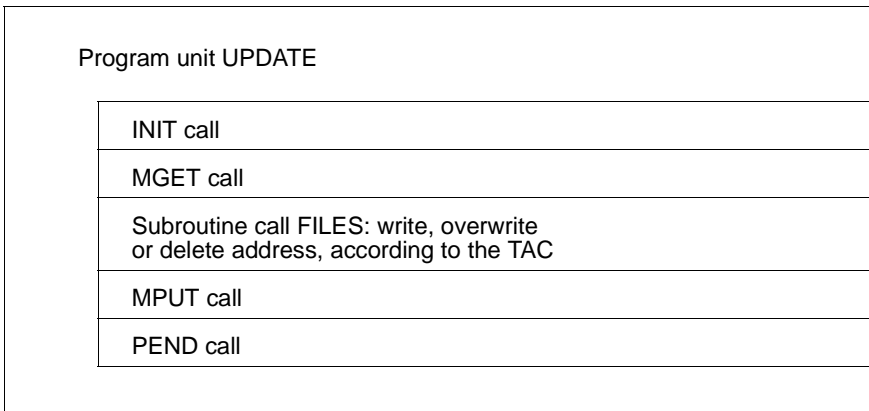 Program unit UPDATE
INIT call
MGET call
Subroutine call FILES: write, overwrite
or delete address, according to the TAC
MPUT call
PEND call